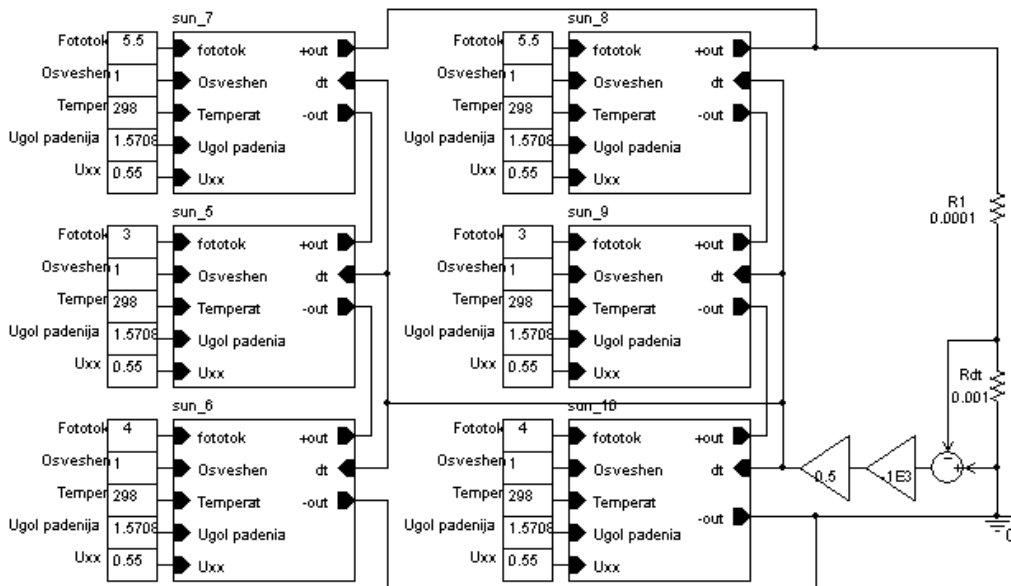 sun_7
Fototok 5.5 fototok +out
Osveshen 1 Osveshen dt
Temper 298 Temperat -out
Ugol padenija 1.5708 Ugol padenia
Uxx 0.55 Uxx
sun_8
Fototok 5.5 fototok +out
Osveshen 1 Osveshen dt
Temper 298 Temperat -out
Ugol padenija 1.5708 Ugol padenia
Uxx 0.55 Uxx
R1
0.0001
sun_5
Fototok 3 fototok +out
Osveshen 1 Osveshen dt
Temper 298 Temperat -out
Ugol padenija 1.5708 Ugol padenia
Uxx 0.55 Uxx
sun_9
Fototok 3 fototok +out
Osveshen 1 Osveshen dt
Temper 298 Temperat -out
Ugol padenija 1.5708 Ugol padenia
Uxx 0.55 Uxx
Rdt
0.001
sun_6
Fototok 4 fototok +out
Osveshen 1 Osveshen dt
Temper 298 Temperat -out
Ugol padenija 1.5708 Ugol padenia
Uxx 0.55 Uxx
sun_10
Fototok 4 fototok +out
Osveshen 1 Osveshen dt
Temper 298 Temperat -out
Ugol padenija 1.5708 Ugol padenia
Uxx 0.55 Uxx
0.5
-1E3
-
+
0